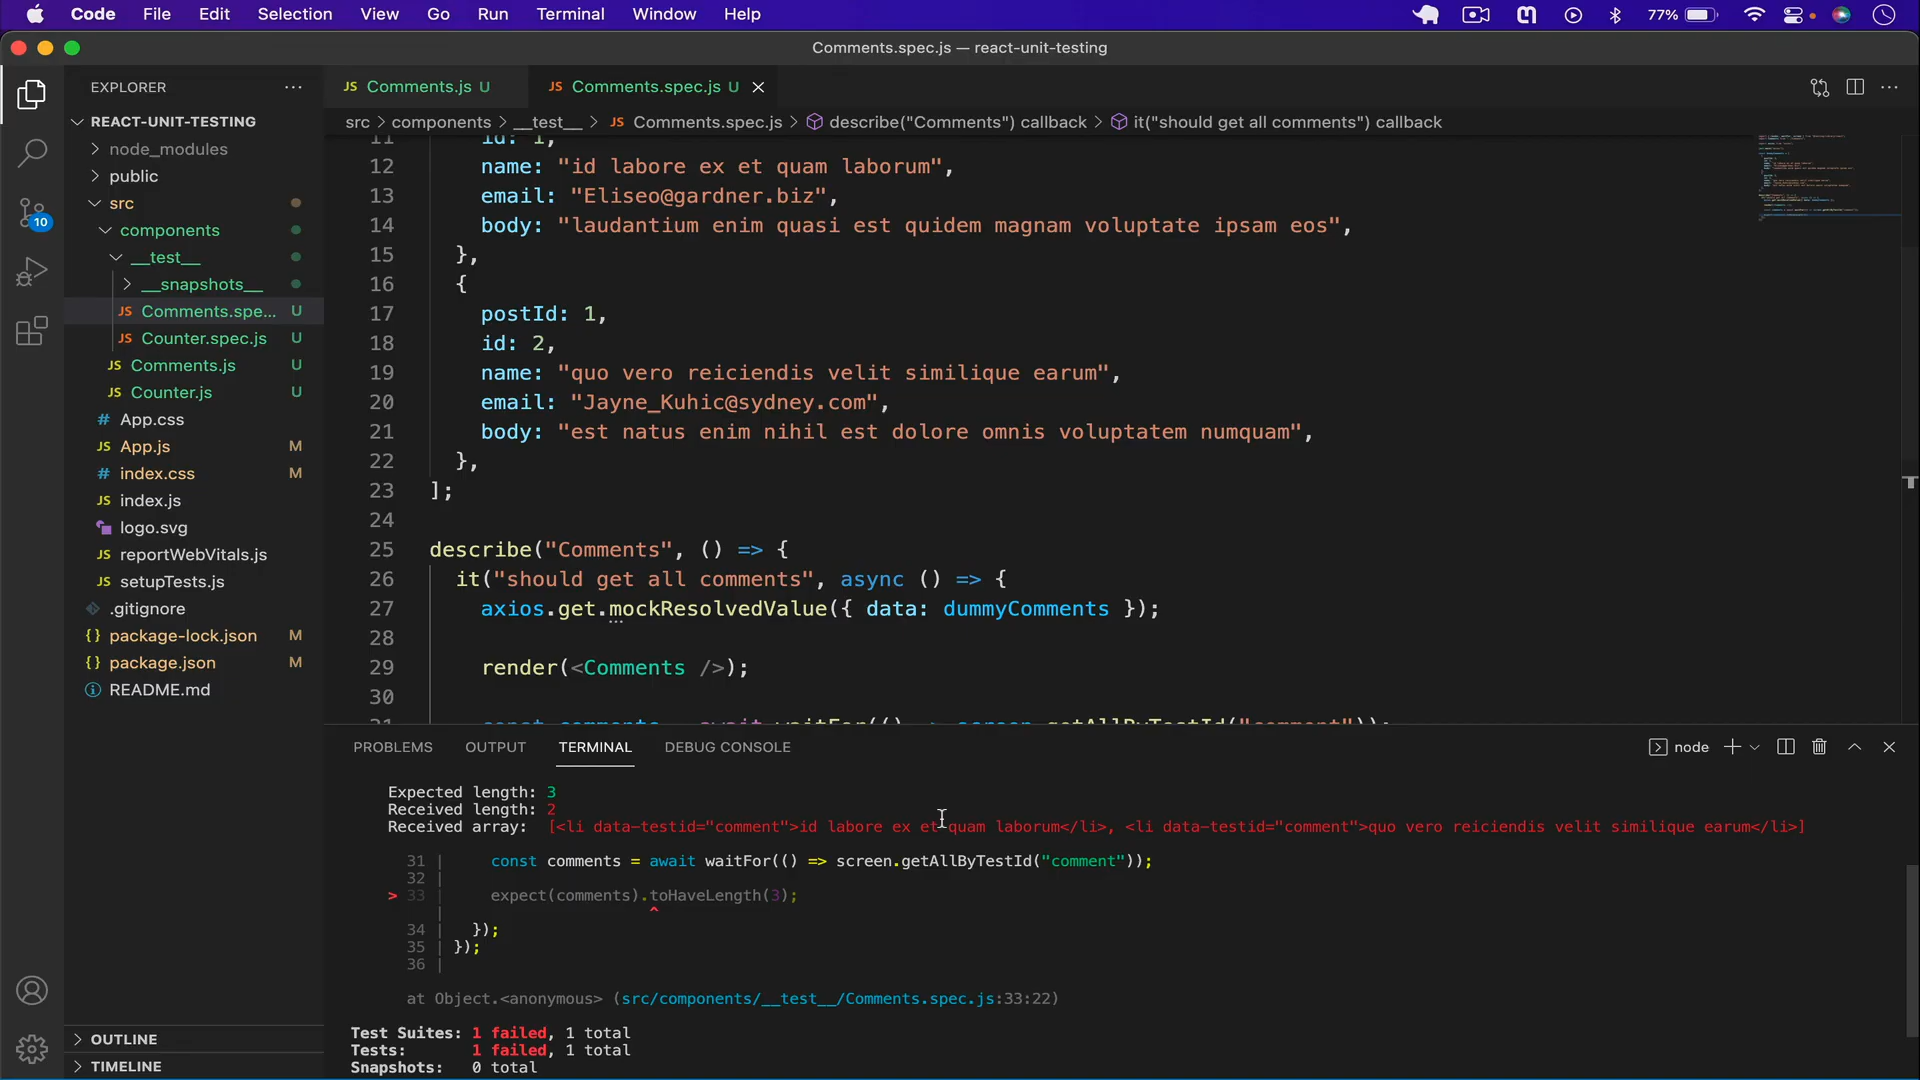 Code File Edit Selection View Go Run Terminal Window Help 77%
Comments.spec.js — react-unit-testing
EXPLORER
REACT-UNIT-TESTING
node_modules
public
src
components
__test__
__snapshots__
JS Comments.spe... U
JS Counter.spec.js U
JS Comments.js U
JS Counter.js U
# App.css
JS App.js M
# index.css M
JS index.js
logo.svg
JS reportWebVitals.js
JS setupTests.js
.gitignore
{} package-lock.json M
{} package.json M
README.md
OUTLINE
TIMELINE
10
JS Comments.js U
JS Comments.spec.js U
src > components > __test__ > JS Comments.spec.js > describe("Comments") callback > it("should get all comments") callback
11 id: 1,
12 name: "id labore ex et quam laborum",
13 email: "Eliseo@gardner.biz",
14 body: "laudantium enim quasi est quidem magnam voluptate ipsam eos",
15 },
16 {
17 postId: 1,
18 id: 2,
19 name: "quo vero reiciendis velit similique earum",
20 email: "Jayne_Kuhic@sydney.com",
21 body: "est natus enim nihil est dolore omnis voluptatem numquam",
22 },
23 ];
24
25 describe("Comments", () => {
26 it("should get all comments", async () => {
27 axios.get.mockResolvedValue({ data: dummyComments });
28
29 render(<Comments />);
30
31 const comments = await waitFor(() => screen.getAllByTestId("comment"));
PROBLEMS OUTPUT TERMINAL DEBUG CONSOLE node
Expected length: 3
Received length: 2
Received array: [<li data-testid="comment">id labore ex et quam laborum</li>, <li data-testid="comment">quo vero reiciendis velit similique earum</li>]
31 | const comments = await waitFor(() => screen.getAllByTestId("comment"));
32 |
> 33 | expect(comments).toHaveLength(3);
| ^
34 | });
35 | });
36 |
at Object.<anonymous> (src/components/__test__/Comments.spec.js:33:22)
Test Suites: 1 failed, 1 total
Tests: 1 failed, 1 total
Snapshots: 0 total